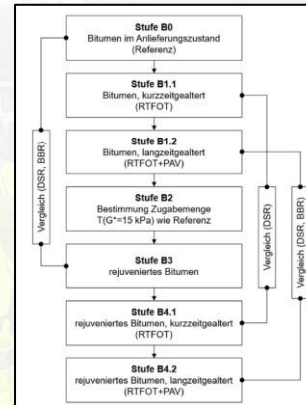 Stufe B0
Bitumen im Anlieferungszustand
(Referenz)
Stufe B1.1
Bitumen, kurzzeitgealtert
(RTFOT)
Stufe B1.2
Bitumen, langzeitgealtert
(RTFOT+PAV)
Stufe B2
Bestimmung Zugabemenge
T(G*=15 kPa) wie Referenz
Stufe B3
rejuveniertes Bitumen
Stufe B4.1
rejuveniertes Bitumen, kurzzeitgealtert
(RTFOT)
Stufe B4.2
rejuveniertes Bitumen, langzeitgealtert
(RTFOT+PAV)
Vergleich (DSR, BBR)
Vergleich (DSR)
Vergleich (DSR, BBR)